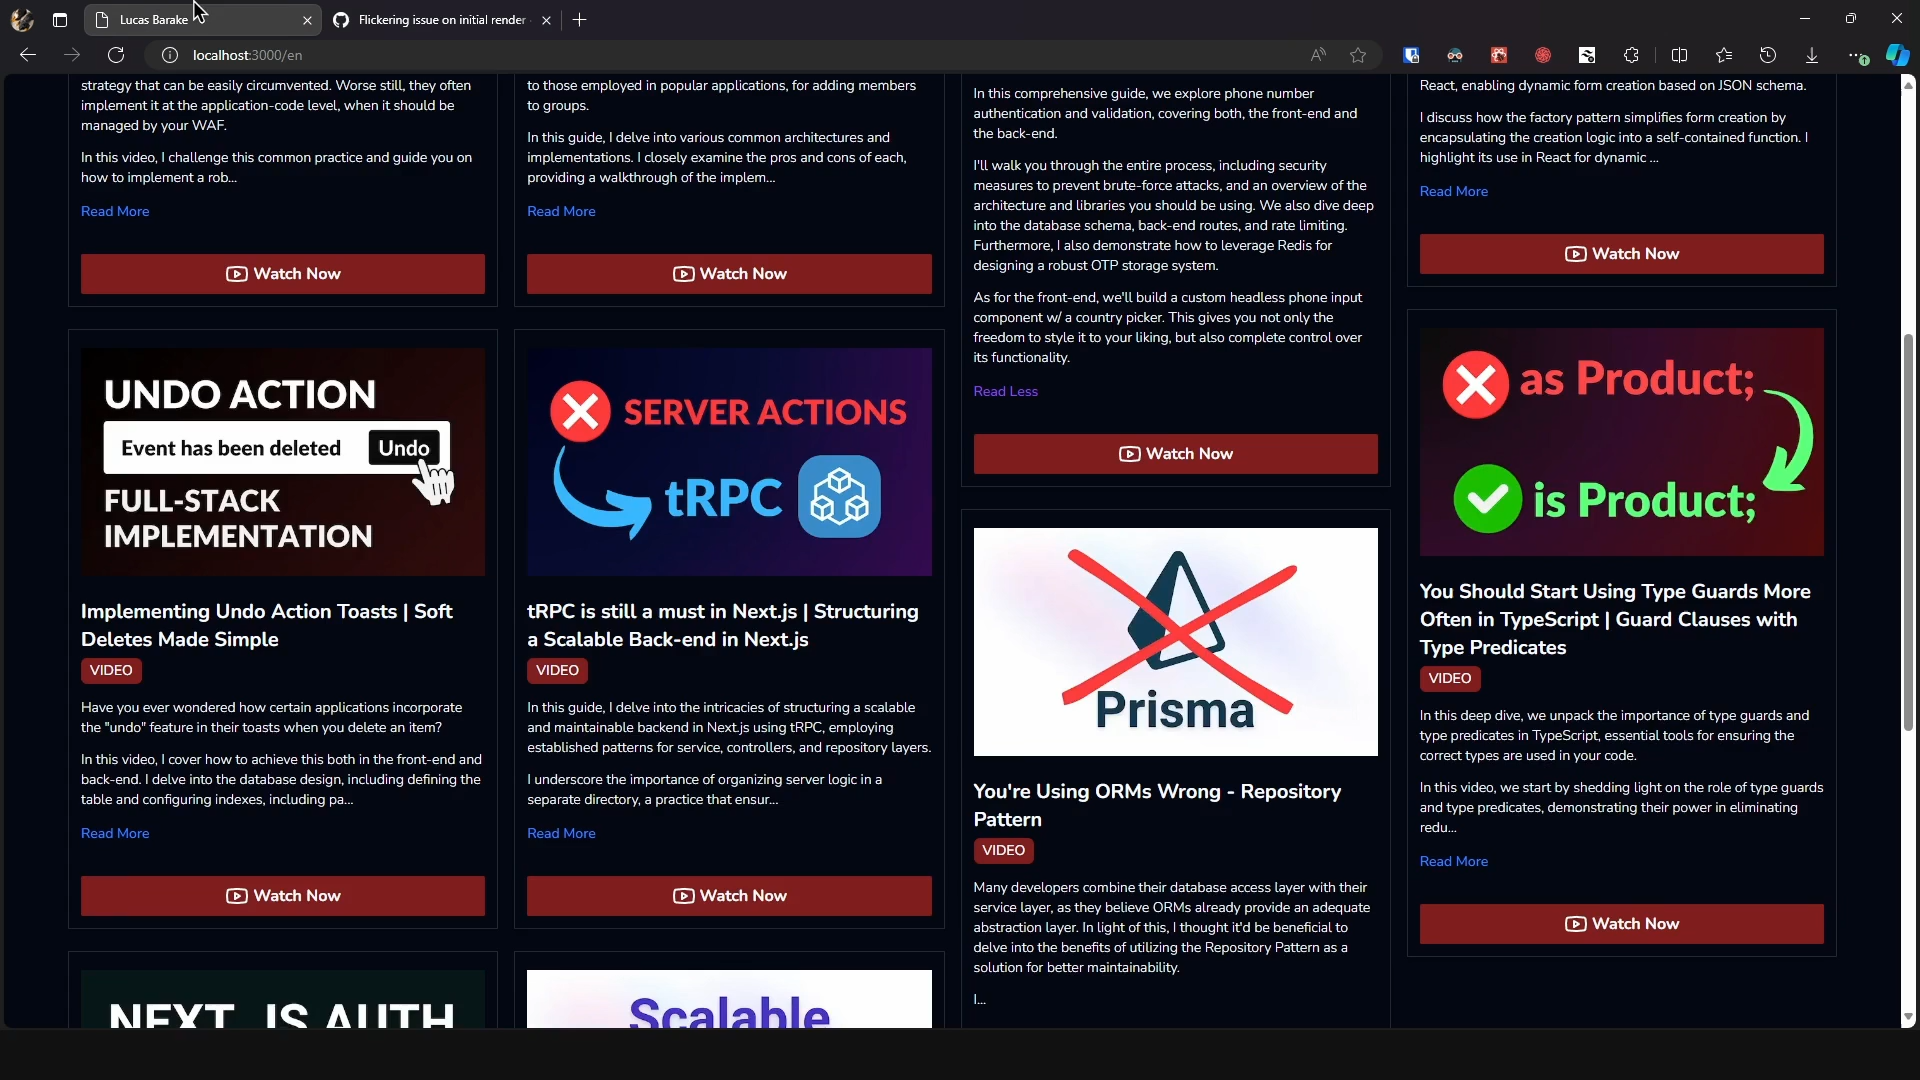 Lucas Barake
Flickering issue on initial render
localhost:3000/en
strategy that can be easily circumvented. Worse still, they often
implement it at the application-code level, when it should be
managed by your WAF.
In this video, I challenge this common practice and guide you on
how to implement a rob...
Read More
Watch Now
UNDO ACTION
Event has been deleted
Undo
FULL-STACK
IMPLEMENTATION
Implementing Undo Action Toasts | Soft
Deletes Made Simple
VIDEO
Have you ever wondered how certain applications incorporate
the "undo" feature in their toasts when you delete an item?
In this video, I cover how to achieve this both in the front-end and
back-end. I delve into the database design, including defining the
table and configuring indexes, including pa...
Read More
Watch Now
NEXT.JS AUTH
to those employed in popular applications, for adding members
to groups.
In this guide, I delve into various common architectures and
implementations. I closely examine the pros and cons of each,
providing a walkthrough of the implem...
Read More
Watch Now
SERVER ACTIONS
tRPC
tRPC is still a must in Next.js | Structuring
a Scalable Back-end in Next.js
VIDEO
In this guide, I delve into the intricacies of structuring a scalable
and maintainable backend in Next.js using tRPC, employing
established patterns for service, controllers, and repository layers.
I underscore the importance of organizing server logic in a
separate directory, a practice that ensur...
Read More
Watch Now
Scalable
In this comprehensive guide, we explore phone number
authentication and validation, covering both, the front-end and
the back-end.
I'll walk you through the entire process, including security
measures to prevent brute-force attacks, and an overview of the
architecture and libraries you should be using. We also dive deep
into the database schema, back-end routes, and rate limiting.
Furthermore, I also demonstrate how to leverage Redis for
designing a robust OTP storage system.
As for the front-end, we'll build a custom headless phone input
component w/ a country picker. This gives you not only the
freedom to style it to your liking, but also complete control over
its functionality.
Read Less
Watch Now
Prisma
You're Using ORMs Wrong - Repository
Pattern
VIDEO
Many developers combine their database access layer with their
service layer, as they believe ORMs already provide an adequate
abstraction layer. In light of this, I thought it'd be beneficial to
delve into the benefits of utilizing the Repository Pattern as a
solution for better maintainability.
I...
React, enabling dynamic form creation based on JSON schema.
I discuss how the factory pattern simplifies form creation by
encapsulating the creation logic into a self-contained function. I
highlight its use in React for dynamic ...
Read More
Watch Now
as Product;
is Product;
You Should Start Using Type Guards More
Often in TypeScript | Guard Clauses with
Type Predicates
VIDEO
In this deep dive, we unpack the importance of type guards and
type predicates in TypeScript, essential tools for ensuring the
correct types are used in your code.
In this video, we start by shedding light on the role of type guards
and type predicates, demonstrating their power in eliminating
redu...
Read More
Watch Now